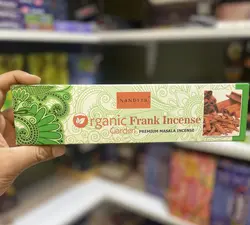 NANDITA
Organic Frank Incense
Garden PREMIUM MASALA INCENSE